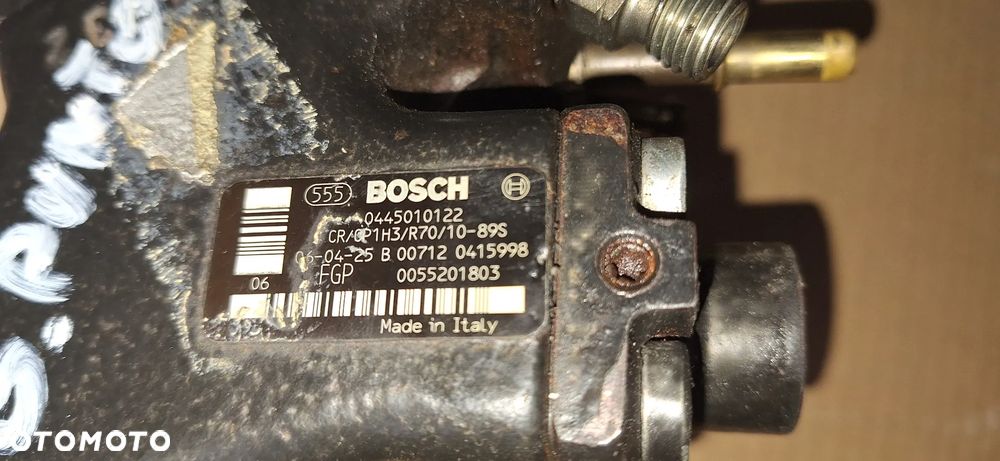 G.PUNTO
555 BOSCH
0445010122
CR/CP1H3/R70/10-89S
06-04-25 B 00712 0415998
06 FGP 0055201803
Made in Italy
OTOMOTO